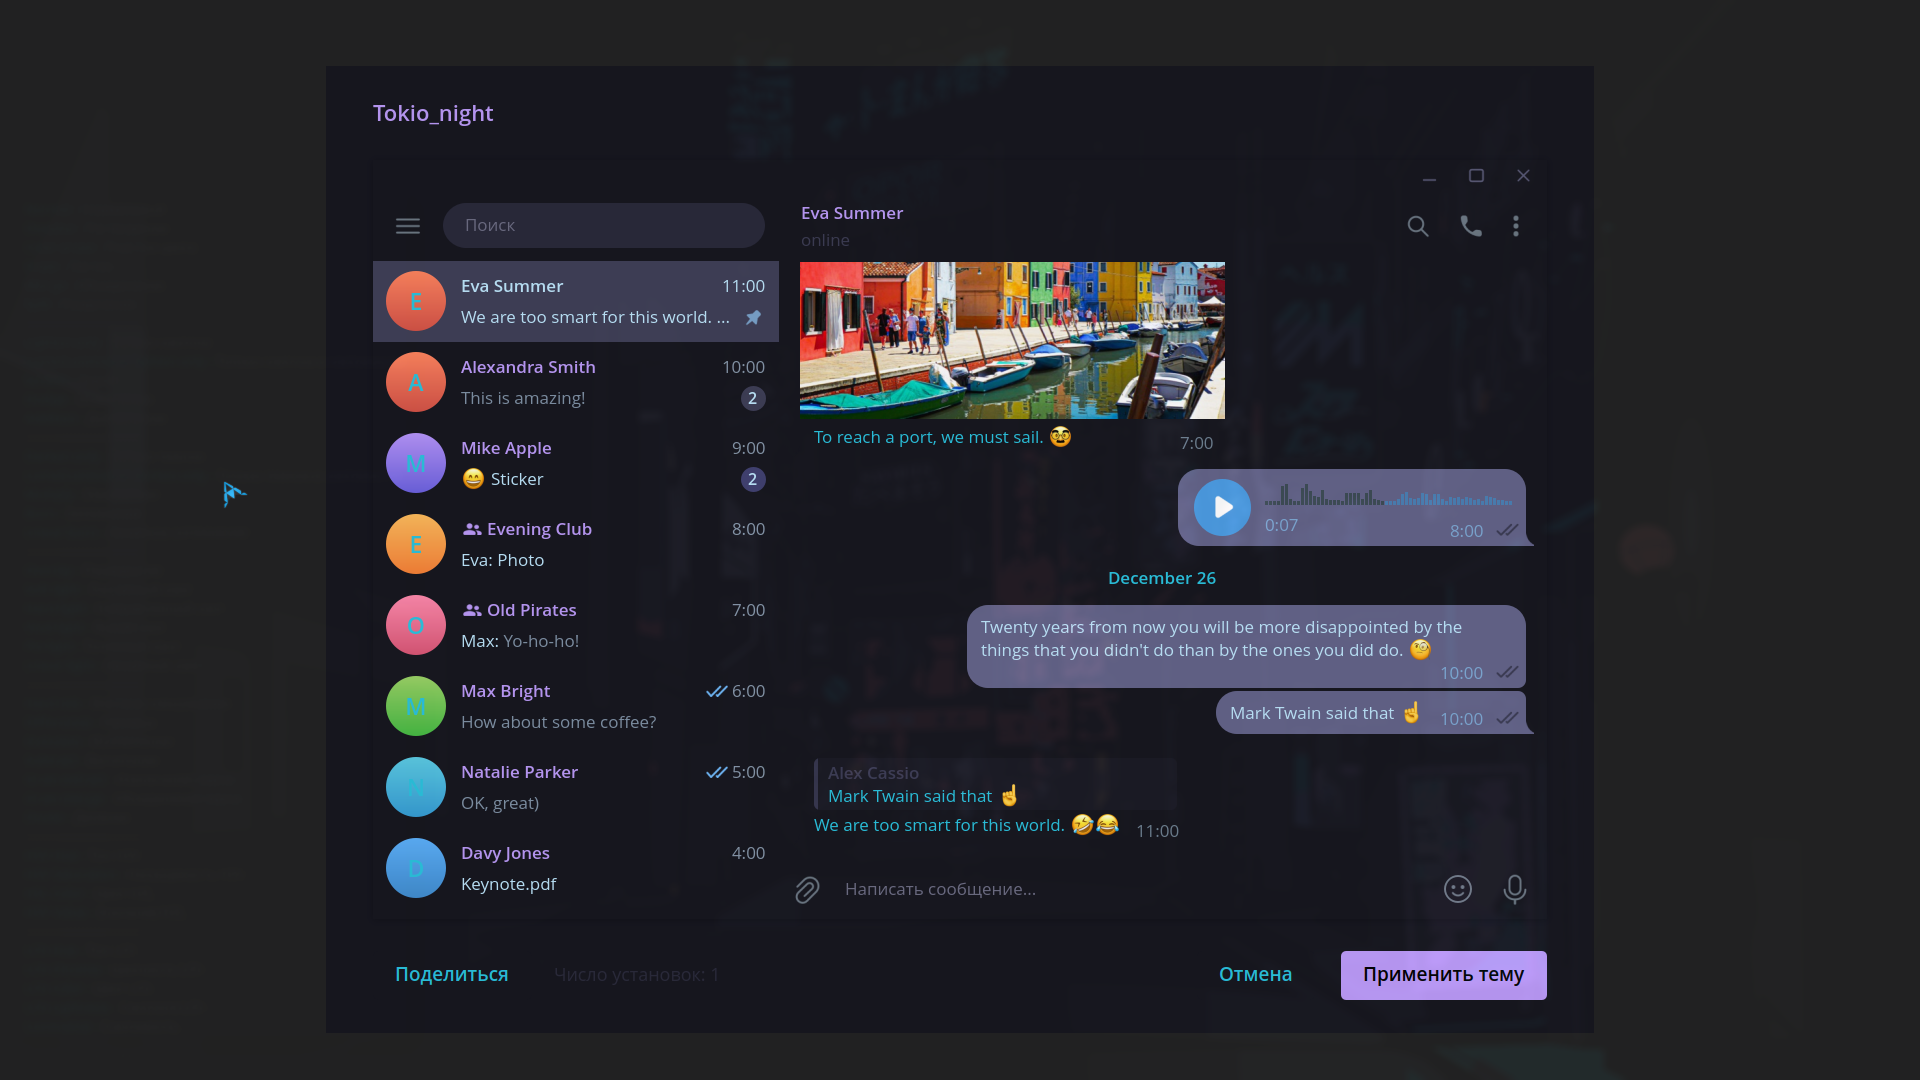 Tokio_night
Поиск
Eva Summer
online
Eva Summer 11:00
We are too smart for this world. ...
E
Alexandra Smith 10:00
This is amazing! 2
A
Mike Apple 9:00
😄 Sticker 2
M
Evening Club 8:00
Eva: Photo
E
Old Pirates 7:00
Max: Yo-ho-ho!
O
Max Bright 6:00
How about some coffee?
M
Natalie Parker 5:00
OK, great)
N
Davy Jones 4:00
Keynote.pdf
D
To reach a port, we must sail. 🥸 7:00
0:07 8:00
December 26
Twenty years from now you will be more disappointed by the
things that you didn't do than by the ones you did do. 🧐
10:00
Mark Twain said that ☝ 10:00
Alex Cassio
Mark Twain said that ☝
We are too smart for this world. 🤣😂 11:00
Написать сообщение...
Поделиться
Число установок: 1
Отмена
Применить тему